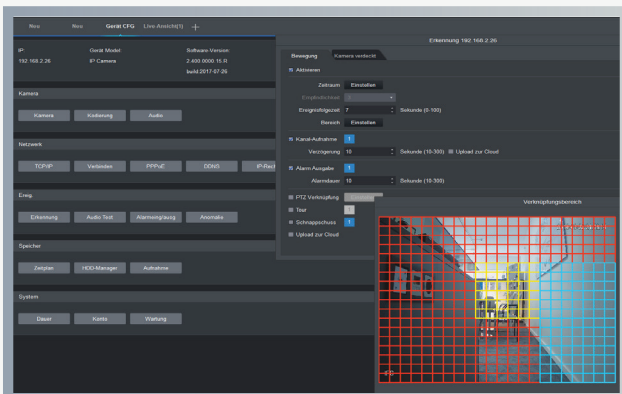 Neu Neu Gerät CFG Live Ansicht(1) +
IP Gerät Model Software Version
192.168.2.26 IP Camera 2.400.0000.16.R
build 2017-07-26
Kamera
Kamera Kodierung Audio
Netzwerk
TCP/IP Verbinden PPPoE DDNS
Ereig.
Erkennung Audio Test Alarmeing/ausg Anomalie
Speicher
Zeitplan HDD-Manager Aufnahme
System
Dauer Konto Wartung
Erkennung 192.168.2.26
Bewegung Kamera verdeckt
Aktivieren
Zeitraum Einstellen
Empfindlichkeit
Ereignisfolgezeit 7 Sekunde (0-100)
Bereich Einstellen
Kanal-Aufnahme 1
Verzögerung 10 Sekunde (10-300) Upload zur Cloud
Alarm Ausgabe 1
Alarmdauer 10 Sekunde (10-300)
PTZ Verknüpfung
Tour 1
Schnappschuss 1
Upload zur Cloud
Verknüpfungsbereich